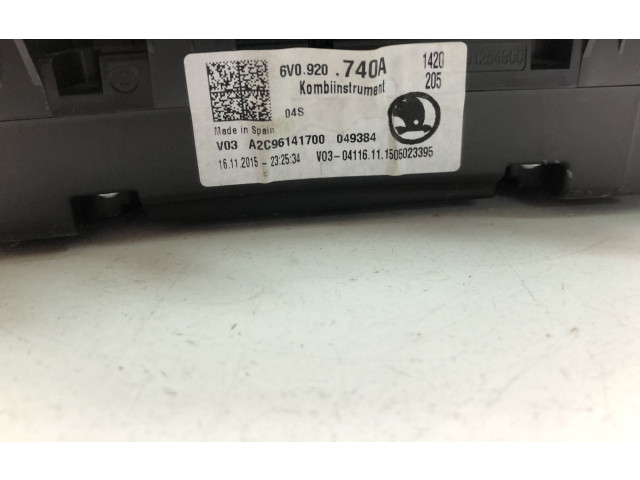 6V0.920 .740A 1420
Kombiinstrument 205
04S
Made in Spain
V03 A2C96141700 049384
16.11.2015 - 23:25:34 V03-04116.11.1505023395